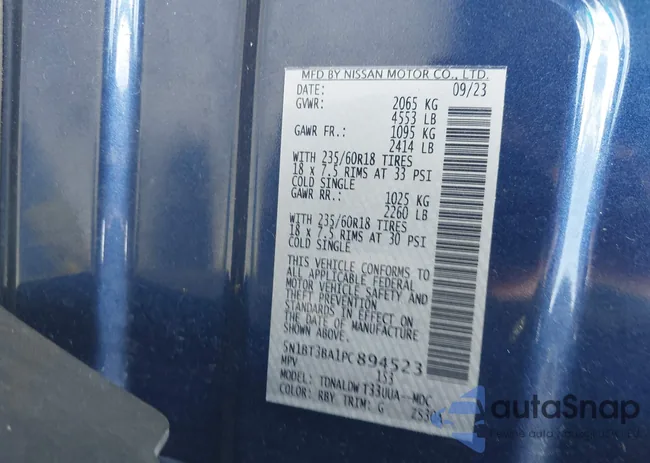 MFD BY NISSAN MOTOR CO., LTD.
DATE: 09/23
GVWR: 2065 KG
4553 LB
GAWR FR.: 1095 KG
2414 LB
WITH 235/60R18 TIRES
18 x 7.5 RIMS AT 33 PSI
COLD SINGLE
GAWR RR.: 1025 KG
2260 LB
WITH 235/60R18 TIRES
18 x 7.5 RIMS AT 30 PSI
COLD SINGLE
THIS VEHICLE CONFORMS TO
ALL APPLICABLE FEDERAL
MOTOR VEHICLE SAFETY AND
THEFT PREVENTION
STANDARDS IN EFFECT ON
THE DATE OF MANUFACTURE
SHOWN ABOVE.
5N1BT3BA1PC894523
MPV 153
MODEL: TDNALDW T33UUA-MDC
COLOR: RBY TRIM: G
autoSnap